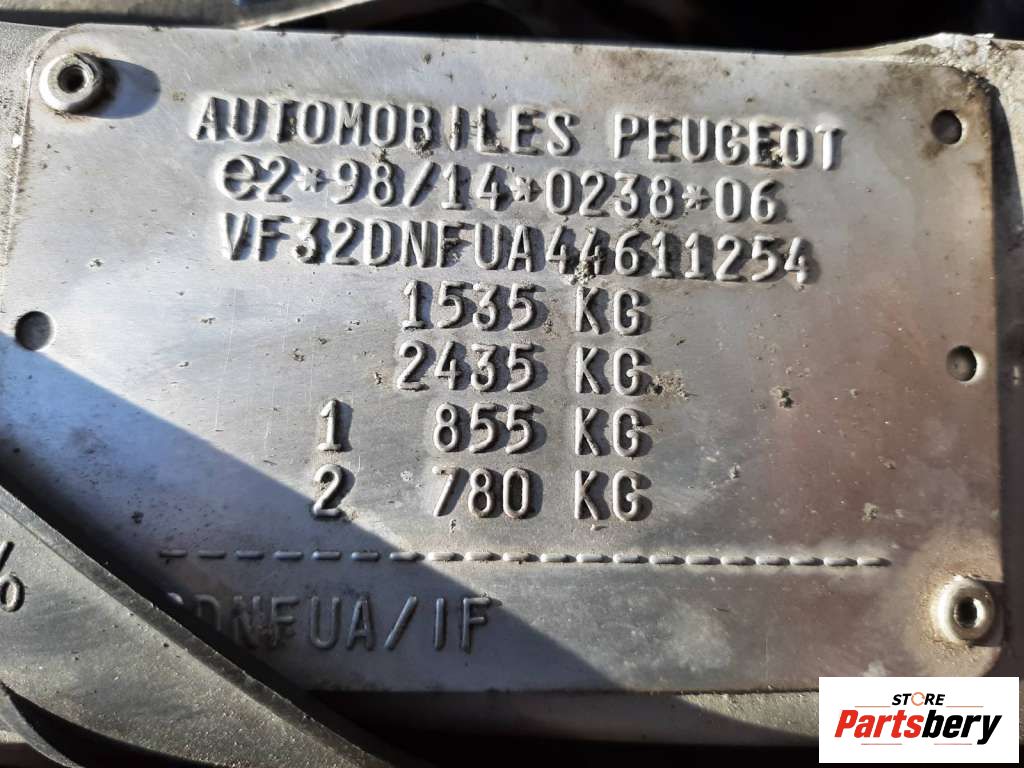 AUTOMOBILES PEUGEOT
e2*98/14*0238*06
VF32DNFUA44611254
1535 KG
2435 KG
1 855 KG
2 780 KG
--------------------------
DNFUA/IF
%
STORE
Partsbery